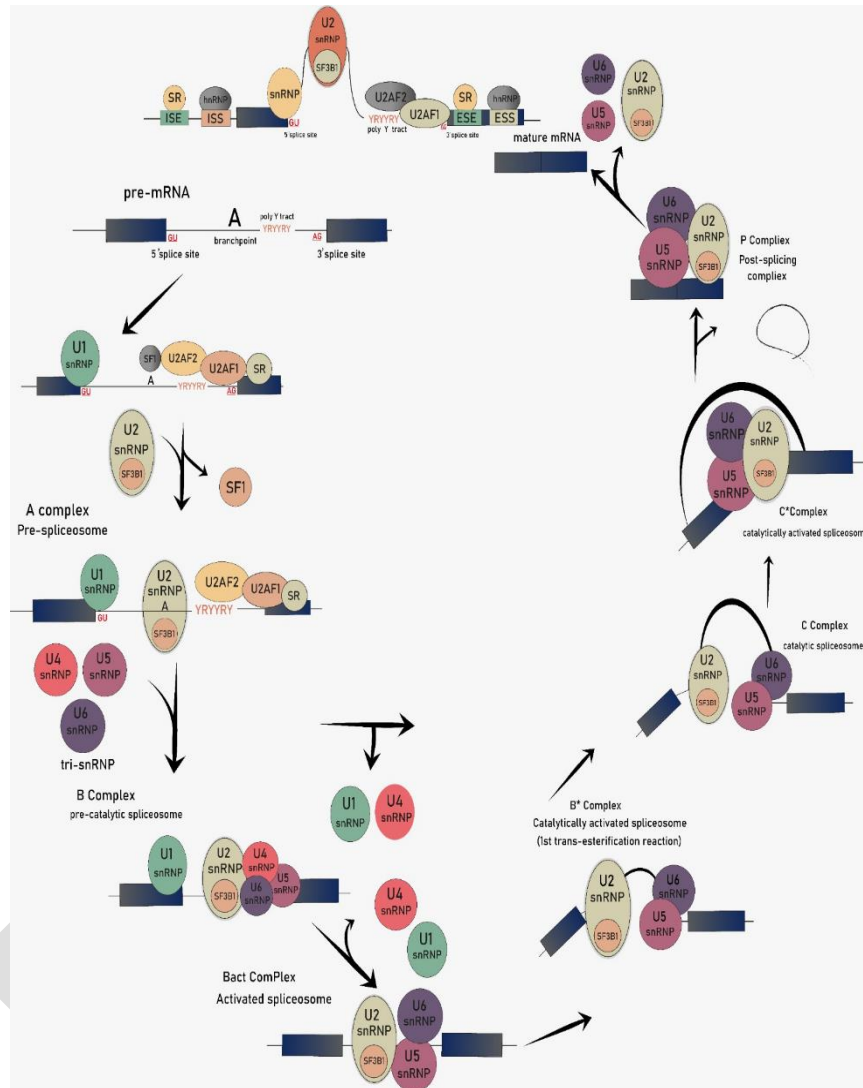 U2
snRNP
SF3B1
SR
ISE
hnRNP
ISS
snRNP
GU
5'splice site
U2AF2
YRYYRY
poly Y tract
U2AF1
AG
3'splice site
SR
ESE
hnRNP
ESS
U6
snRNP
U2
snRNP
SF3B1
U5
snRNP
mature mRNA
pre-mRNA
GU
5'splice site
A
branchpoint
poly Y tract
YRYYRY
AG
3'splice site
U6
snRNP
U5
snRNP
U2
snRNP
SF3B1
P Compliex
Post-splicing
compliex
U1
snRNP
GU
SF1
A
U2AF2
YRYYRY
U2AF1
AG
SR
U2
snRNP
SF3B1
SF1
A complex
Pre-spliceosome
U6
snRNP
U5
snRNP
U2
snRNP
SF3B1
C*Complex
catalytically activated spliceosom
U1
snRNP
GU
U2
snRNP
A
SF3B1
U2AF2
YRYYRY
U2AF1
SR
U4
snRNP
U5
snRNP
U6
snRNP
tri-snRNP
C Complex
catalytic spliceosome
U2
snRNP
SF3B1
U6
snRNP
U5
snRNP
B Complex
pre-catalytic spliceosome
U1
snRNP
U4
snRNP
U1
snRNP
U2
snRNP
SF3B1
U4
snRNP
U6
snRNP
U5
snRNP
U4
snRNP
U1
snRNP
B* Complex
Catalytically activated spliceosome
(1st trans-esterification reaction)
U2
snRNP
SF3B1
U6
snRNP
U5
snRNP
Bact ComPlex
Activated spliceosome
U2
snRNP
SF3B1
U6
snRNP
U5
snRNP